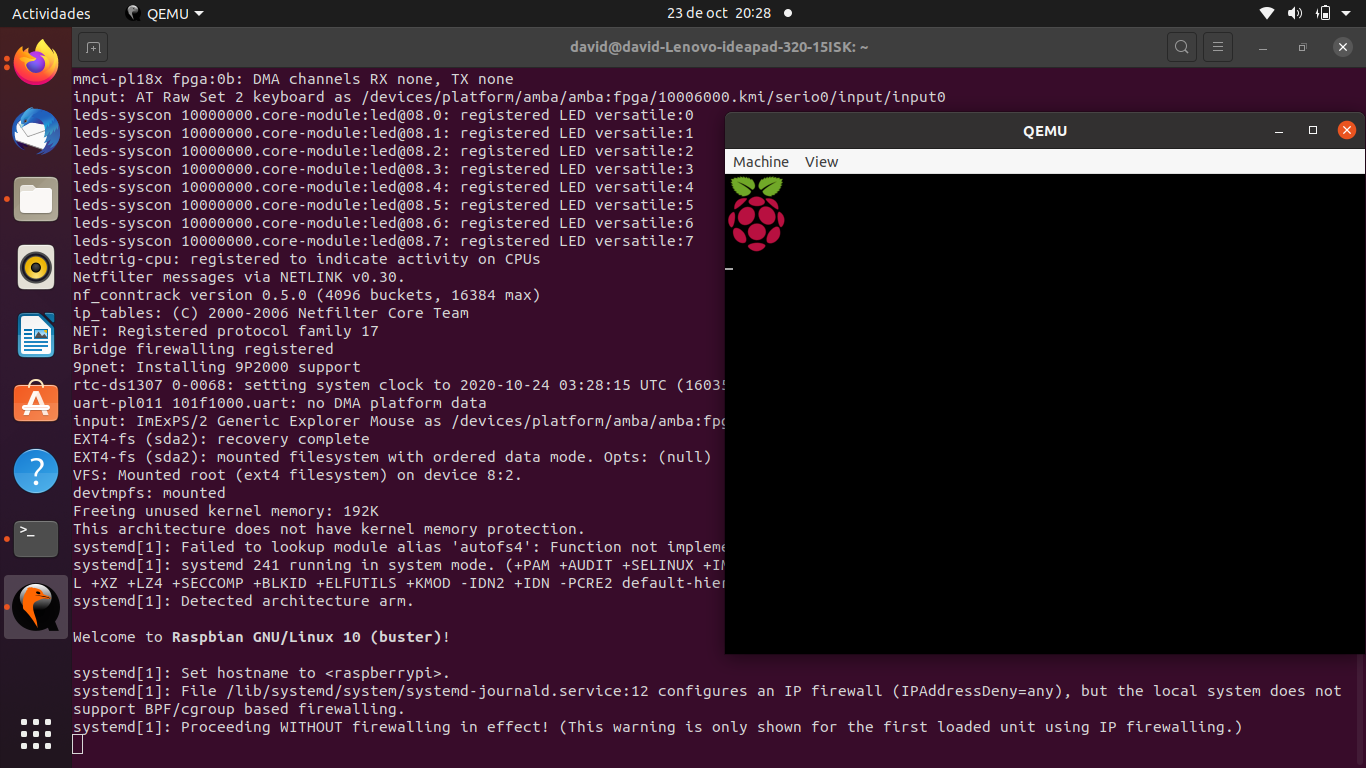 Actividades
QEMU
23 de oct 20:28
david@david-Lenovo-ideapad-320-15ISK: ~
mmci-pl18x fpga:0b: DMA channels RX none, TX none
input: AT Raw Set 2 keyboard as /devices/platform/amba/amba:fpga/10006000.kmi/serio0/input/input0
leds-syscon 10000000.core-module:led@08.0: registered LED versatile:0
leds-syscon 10000000.core-module:led@08.1: registered LED versatile:1
leds-syscon 10000000.core-module:led@08.2: registered LED versatile:2
leds-syscon 10000000.core-module:led@08.3: registered LED versatile:3
leds-syscon 10000000.core-module:led@08.4: registered LED versatile:4
leds-syscon 10000000.core-module:led@08.5: registered LED versatile:5
leds-syscon 10000000.core-module:led@08.6: registered LED versatile:6
leds-syscon 10000000.core-module:led@08.7: registered LED versatile:7
ledtrig-cpu: registered to indicate activity on CPUs
Netfilter messages via NETLINK v0.30.
nf_conntrack version 0.5.0 (4096 buckets, 16384 max)
ip_tables: (C) 2000-2006 Netfilter Core Team
NET: Registered protocol family 17
Bridge firewalling registered
9pnet: Installing 9P2000 support
rtc-ds1307 0-0068: setting system clock to 2020-10-24 03:28:15 UTC (16035
uart-pl011 101f1000.uart: no DMA platform data
input: ImExPS/2 Generic Explorer Mouse as /devices/platform/amba/amba:fpg
EXT4-fs (sda2): recovery complete
EXT4-fs (sda2): mounted filesystem with ordered data mode. Opts: (null)
VFS: Mounted root (ext4 filesystem) on device 8:2.
devtmpfs: mounted
Freeing unused kernel memory: 192K
This architecture does not have kernel memory protection.
systemd[1]: Failed to lookup module alias 'autofs4': Function not impleme
systemd[1]: systemd 241 running in system mode. (+PAM +AUDIT +SELINUX +IM
L +XZ +LZ4 +SECCOMP +BLKID +ELFUTILS +KMOD -IDN2 +IDN -PCRE2 default-hier
systemd[1]: Detected architecture arm.
Welcome to Raspbian GNU/Linux 10 (buster)!
systemd[1]: Set hostname to <raspberrypi>.
systemd[1]: File /lib/systemd/system/systemd-journald.service:12 configures an IP firewall (IPAddressDeny=any), but the local system does not
support BPF/cgroup based firewalling.
systemd[1]: Proceeding WITHOUT firewalling in effect! (This warning is only shown for the first loaded unit using IP firewalling.)
QEMU
Machine View